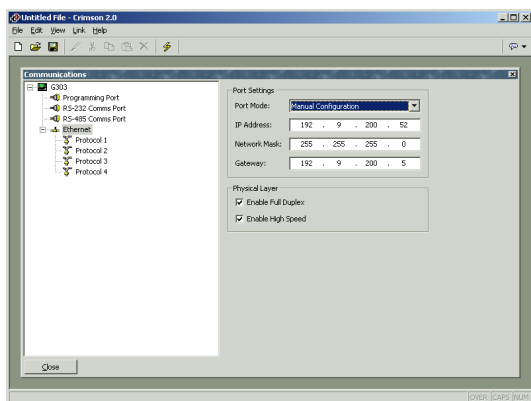 Untitled File - Crimson 2.0
File Edit View Link Help
Communications
G303
Programming Port
RS-232 Comms Port
RS-485 Comms Port
Ethernet
Protocol 1
Protocol 2
Protocol 3
Protocol 4
Port Settings
Port Mode: Manual Configuration
IP Address: 192 . 9 . 200 . 52
Network Mask: 255 . 255 . 255 . 0
Gateway: 192 . 9 . 200 . 5
Physical Layer
Enable Full Duplex
Enable High Speed
Close
OVER CAPS NUM